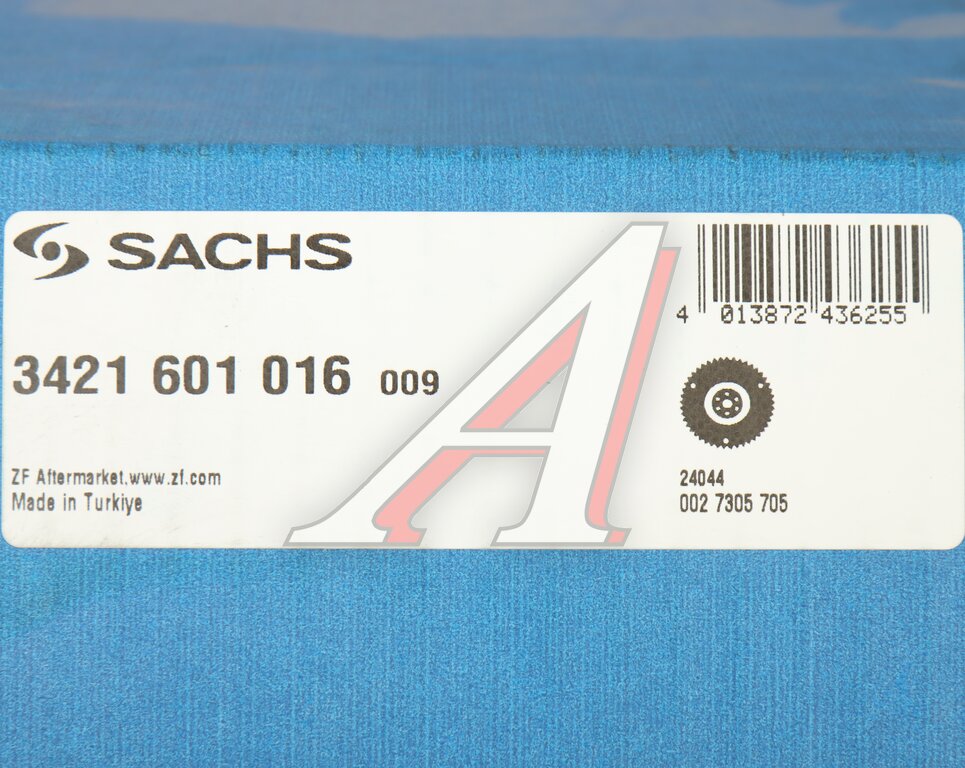 SACHS
4 013872 436255
3421 601 016 009
ZF Aftermarket.www.zf.com
Made in Turkiye
24044
002 7305 705
A